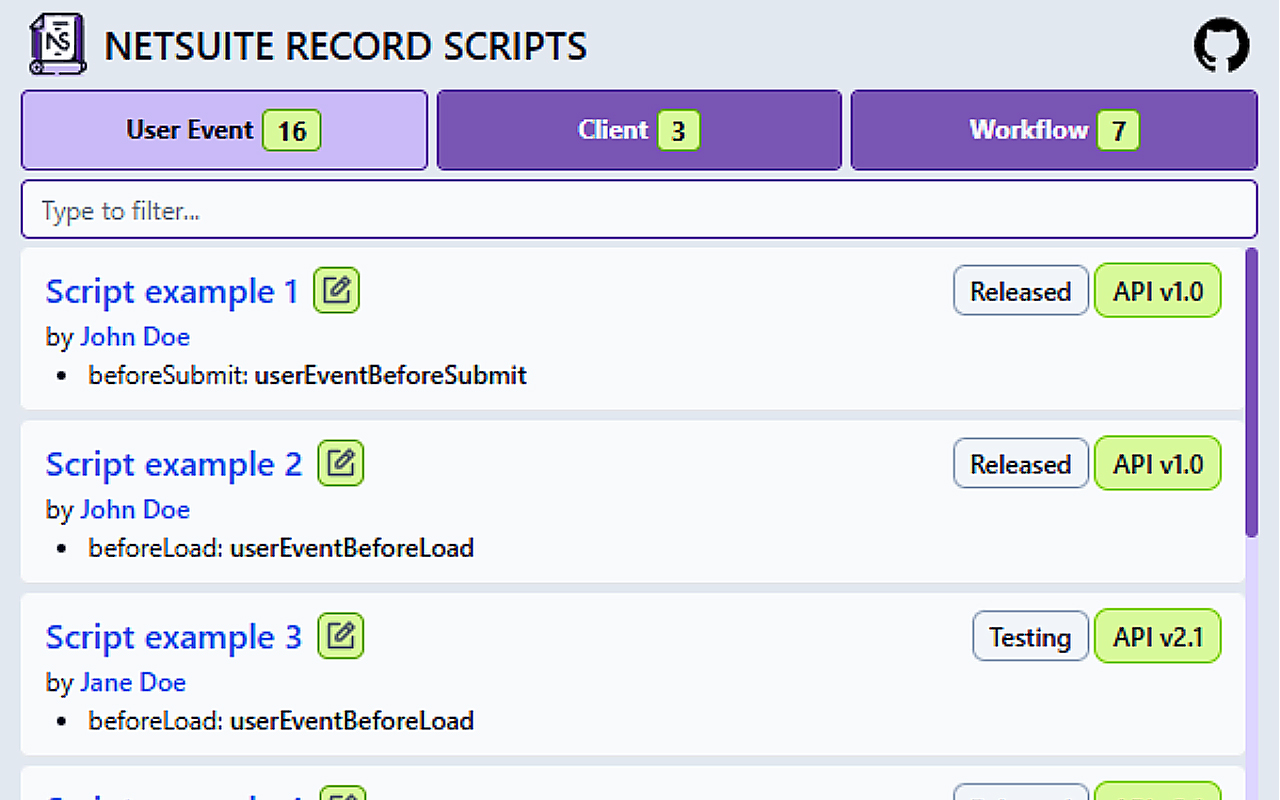 NS
NETSUITE RECORD SCRIPTS
User Event 16
Client 3
Workflow 7
Type to filter...
Script example 1
Released API v1.0
by John Doe
• beforeSubmit: userEventBeforeSubmit
Script example 2
Released API v1.0
by John Doe
• beforeLoad: userEventBeforeLoad
Script example 3
Testing API v2.1
by Jane Doe
• beforeLoad: userEventBeforeLoad